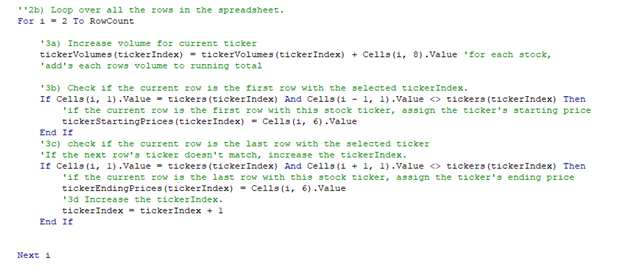 ''2b) Loop over all the rows in the spreadsheet.
For i = 2 To RowCount
'3a) Increase volume for current ticker
tickerVolumes(tickerIndex) = tickerVolumes(tickerIndex) + Cells(i, 8).Value 'for each stock,
'add's each rows volume to running total
'3b) Check if the current row is the first row with the selected tickerIndex.
If Cells(i, 1).Value = tickers(tickerIndex) And Cells(i - 1, 1).Value <> tickers(tickerIndex) Then
'if the current row is the first row with this stock ticker, assign the ticker's starting price
tickerStartingPrices(tickerIndex) = Cells(i, 6).Value
End If
'3c) check if the current row is the last row with the selected ticker
'If the next row's ticker doesn't match, increase the tickerIndex.
If Cells(i, 1).Value = tickers(tickerIndex) And Cells(i + 1, 1).Value <> tickers(tickerIndex) Then
'if the current row is the last row with this stock ticker, assign the ticker's ending price
tickerEndingPrices(tickerIndex) = Cells(i, 6).Value
'3d Increase the tickerIndex.
tickerIndex = tickerIndex + 1
End If
Next i